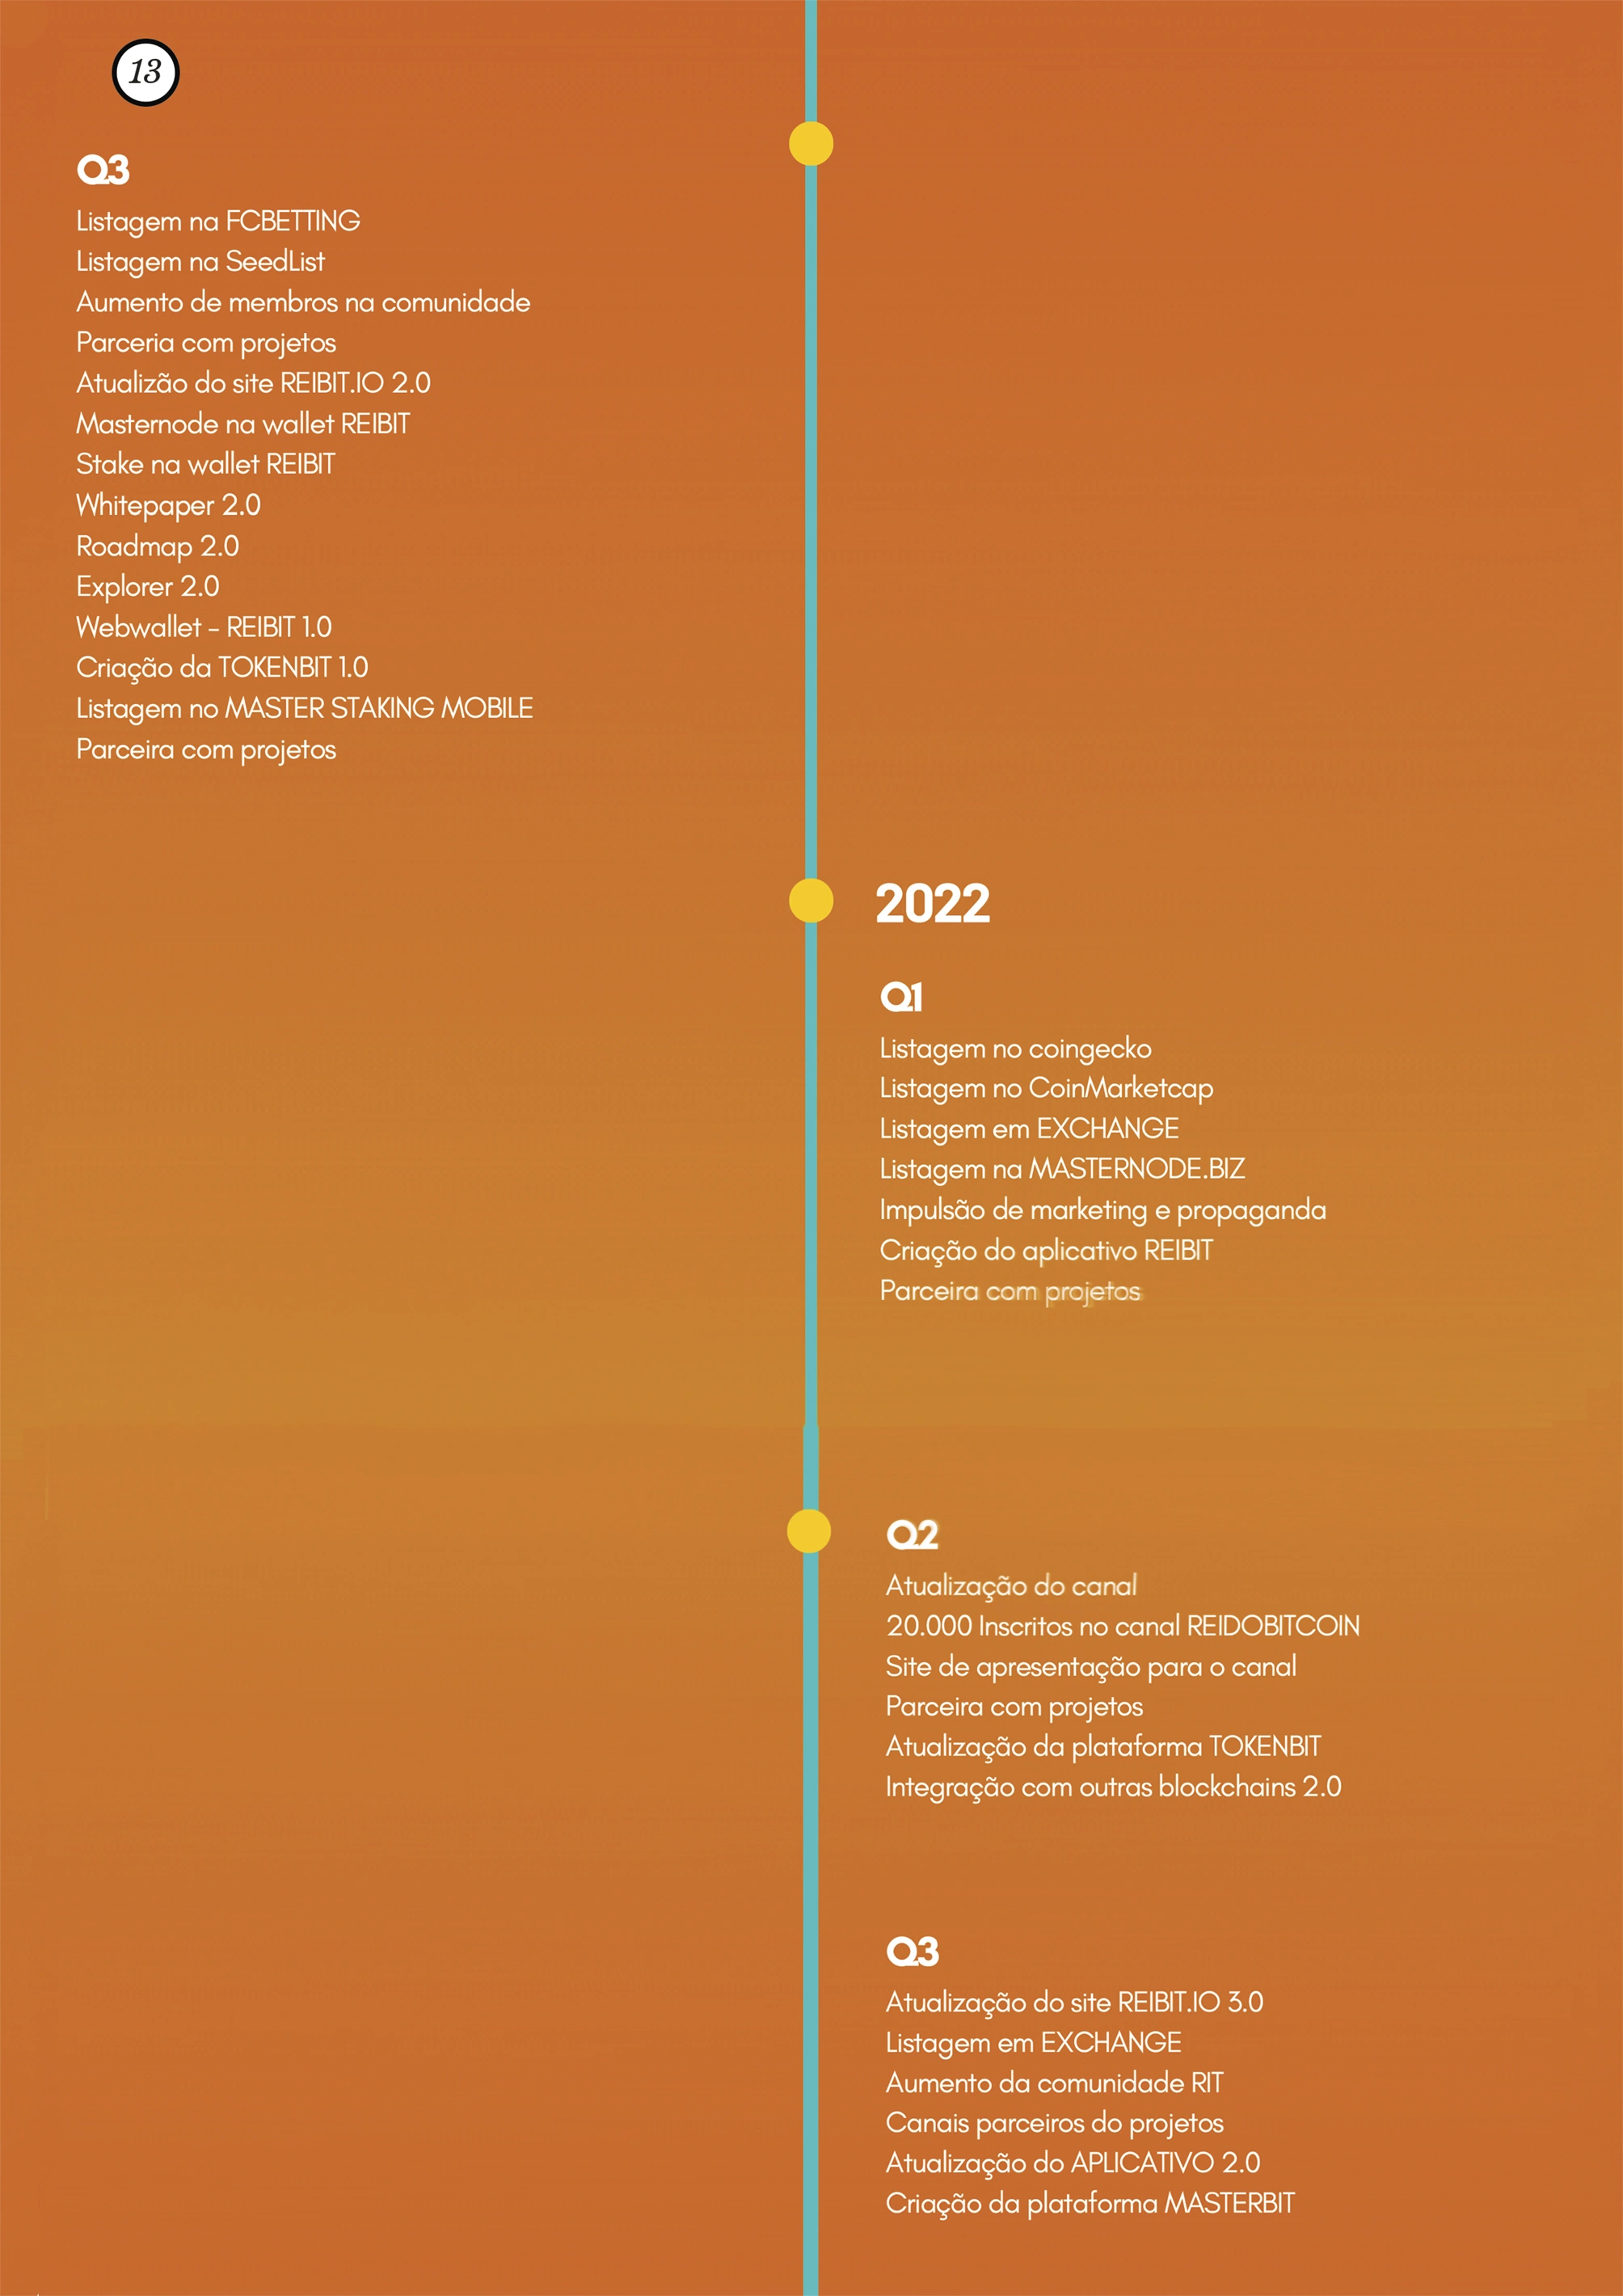 13
Q3
Listagem na FCBETTING
Listagem na SeedList
Aumento de membros na comunidade
Parceria com projetos
Atualizão do site REIBIT.IO 2.0
Masternode na wallet REIBIT
Stake na wallet REIBIT
Whitepaper 2.0
Roadmap 2.0
Explorer 2.0
Webwallet - REIBIT 1.0
Criação da TOKENBIT 1.0
Listagem no MASTER STAKING MOBILE
Parceira com projetos
2022
Q1
Listagem no coingecko
Listagem no CoinMarketcap
Listagem em EXCHANGE
Listagem na MASTERNODE.BIZ
Impulsão de marketing e propaganda
Criação do aplicativo REIBIT
Parceira com projetos
Q2
Atualização do canal
20.000 Inscritos no canal REIDOBITCOIN
Site de apresentação para o canal
Parceira com projetos
Atualização da plataforma TOKENBIT
Integração com outras blockchains 2.0
Q3
Atualização do site REIBIT.IO 3.0
Listagem em EXCHANGE
Aumento da comunidade RIT
Canais parceiros do projetos
Atualização do APLICATIVO 2.0
Criação da plataforma MASTERBIT